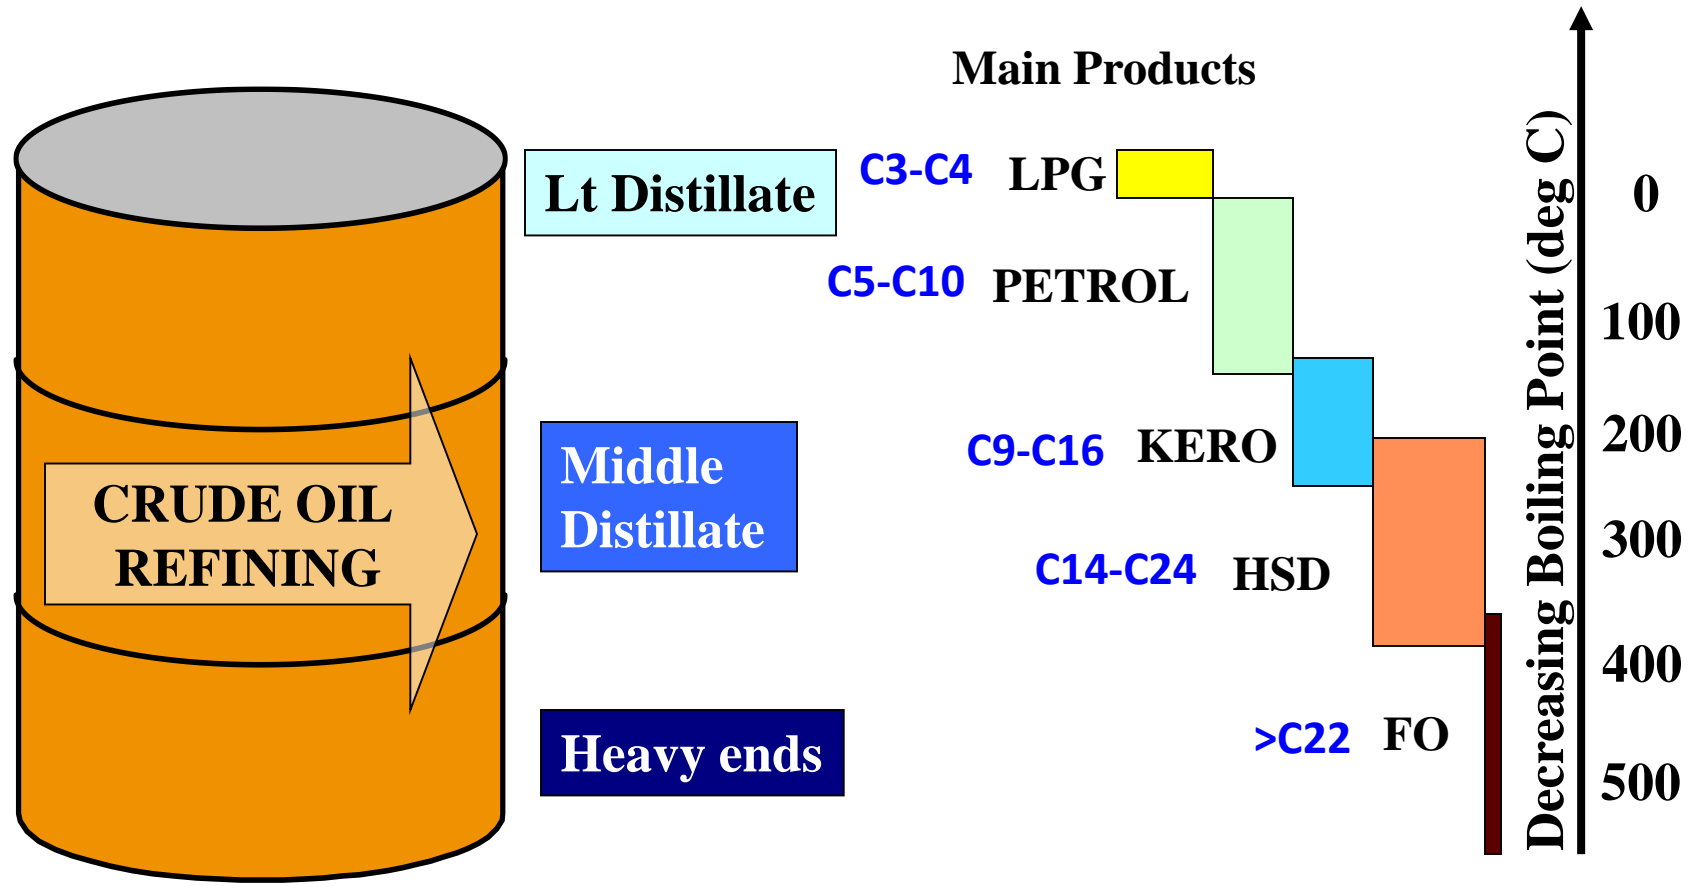 Main Products
Lt Distillate
C3-C4 LPG
0
C5-C10 PETROL
100
C9-C16 KERO
200
Middle
Distillate
CRUDE OIL
REFINING
300
C14-C24 HSD
400
Heavy ends
>C22 FO
500
Decreasing Boiling Point (deg C)